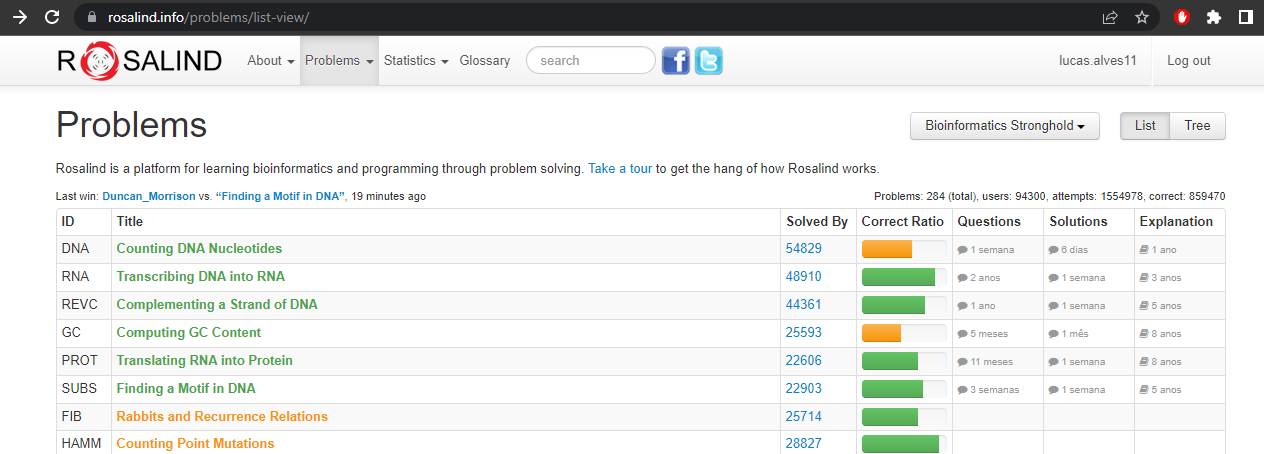 rosalind.info/problems/list-view/
ROSALIND About Problems Statistics Glossary search f t lucas.alves11 Log out
Problems Bioinformatics Stronghold List Tree
Rosalind is a platform for learning bioinformatics and programming through problem solving. Take a tour to get the hang of how Rosalind works.
Last win: Duncan_Morrison vs. “Finding a Motif in DNA”, 19 minutes ago Problems: 284 (total), users: 94300, attempts: 1554978, correct: 859470
ID Title Solved By Correct Ratio Questions Solutions Explanation
DNA Counting DNA Nucleotides 54829 1 semana 6 dias 1 ano
RNA Transcribing DNA into RNA 48910 2 anos 1 semana 3 anos
REVC Complementing a Strand of DNA 44361 1 ano 1 semana 5 anos
GC Computing GC Content 25593 5 meses 1 mês 8 anos
PROT Translating RNA into Protein 22606 11 meses 1 semana 8 anos
SUBS Finding a Motif in DNA 22903 3 semanas 1 semana 5 anos
FIB Rabbits and Recurrence Relations 25714
HAMM Counting Point Mutations 28827